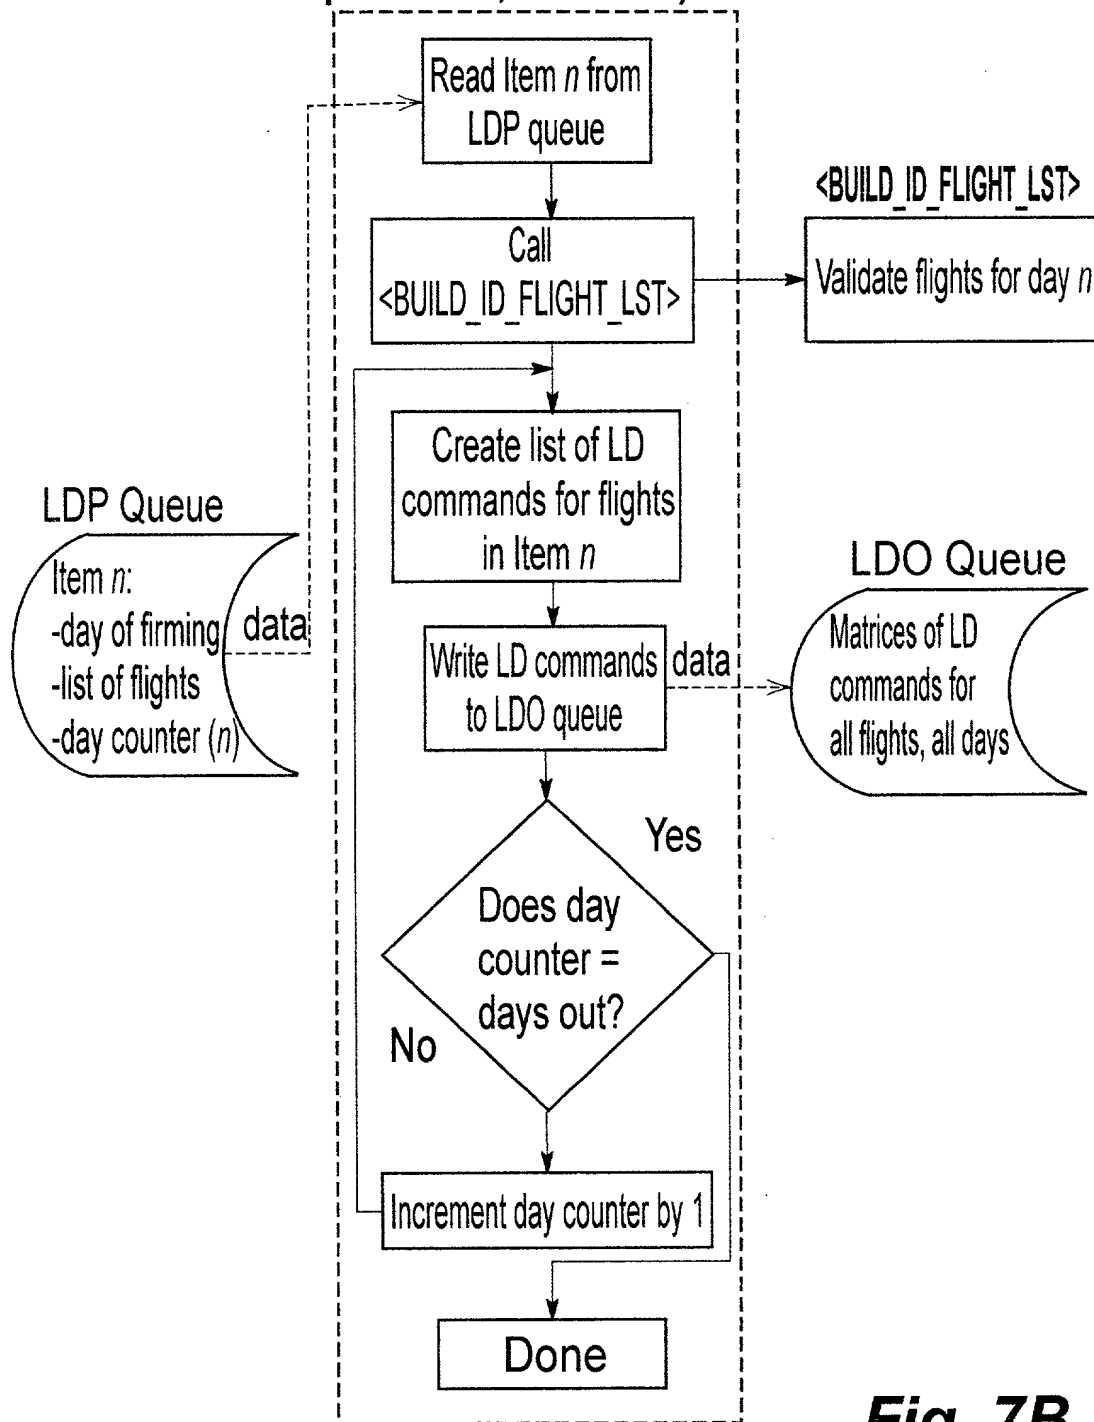 Read Item n from
LDP queue
Call
<BUILD_ID_FLIGHT_LST>
<BUILD_ID_FLIGHT_LST>
Validate flights for day n
Create list of LD
commands for flights
in Item n
LDP Queue
Item n:
-day of firming
-list of flights
-day counter (n)
data
Write LD commands
to LDO queue
data
LDO Queue
Matrices of LD
commands for
all flights, all days
Does day
counter =
days out?
Yes
No
Increment day counter by 1
Done
Fig. 7B